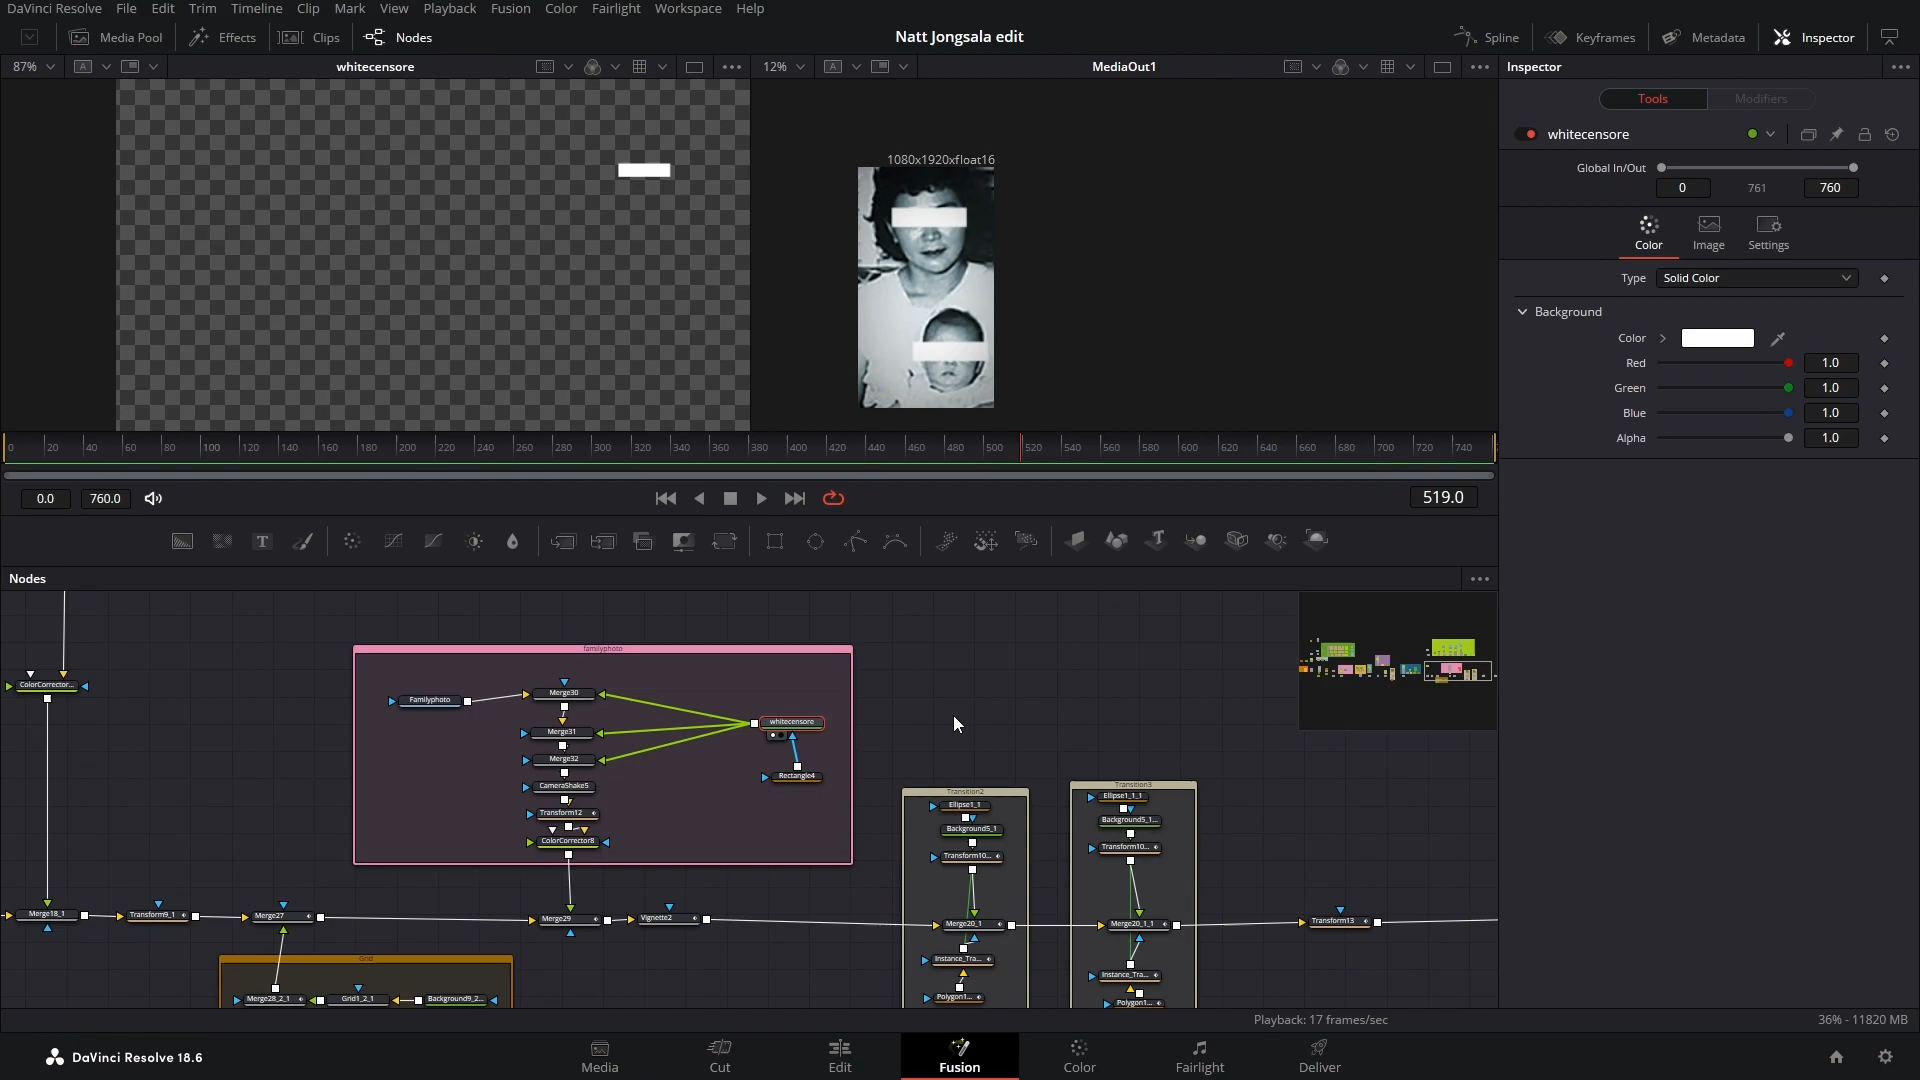 DaVinci Resolve File Edit Trim Timeline Clip Mark View Playback Fusion Color Fairlight Workspace Help
Media Pool Effects Clips Nodes Natt Jongsala edit Spline Keyframes Metadata Inspector
87% A whitecensore 12% A MediaOut1 Inspector
Tools Modifiers
whitecensore
1080x1920xfloat16
Global In/Out
0 761 760
Color Image Settings
Type Solid Color
Background
Color
Red 1.0
Green 1.0
Blue 1.0
Alpha 1.0
0 20 40 60 80 100 120 140 160 180 200 220 240 260 280 300 320 340 360 380 400 420 440 460 480 500 520 540 560 580 600 620 640 660 680 700 720 740
0.0 760.0 519.0
T T
Nodes
familyphoto
ColorCorrector...
Familyphoto
Merge30
whitecensore
Merge31
Merge32
Rectangle4
CameraShake5
Transform12
ColorCorrector8
Transition2
Transition3
Ellipse1_1
Ellipse1_1_1
Background5_1
Background5_1...
Transform10...
Transform10...
Merge18_1
Transform9_1
Merge27
Merge29
Vignette2
Merge20_1
Merge20_1_1
Transform13
Grid
Instance_Tra...
Instance_Tra...
Merge28_2_1
Grid1_2_1
Background9_2...
Polygon1...
Polygon1...
Playback: 17 frames/sec 36% - 11820 MB
DaVinci Resolve 18.6
Media Cut Edit Fusion Color Fairlight Deliver